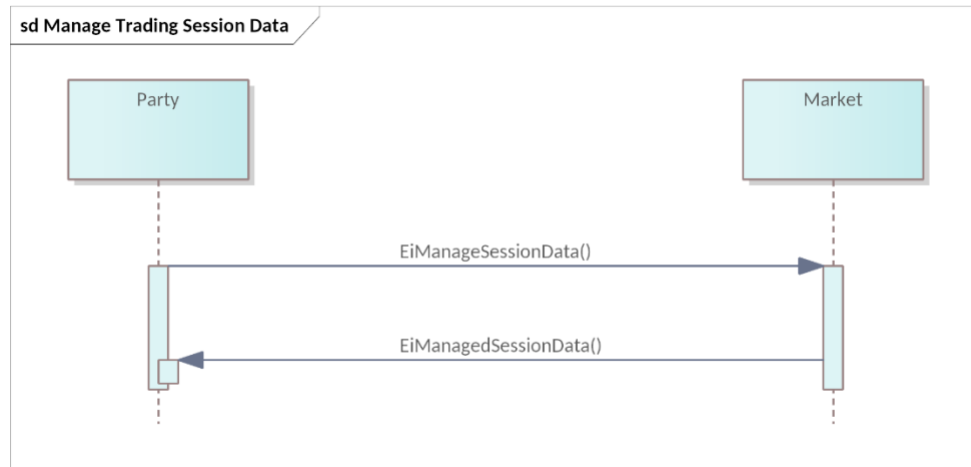 sd Manage Trading Session Data
Party
Market
EiManageSessionData()
EiManagedSessionData()